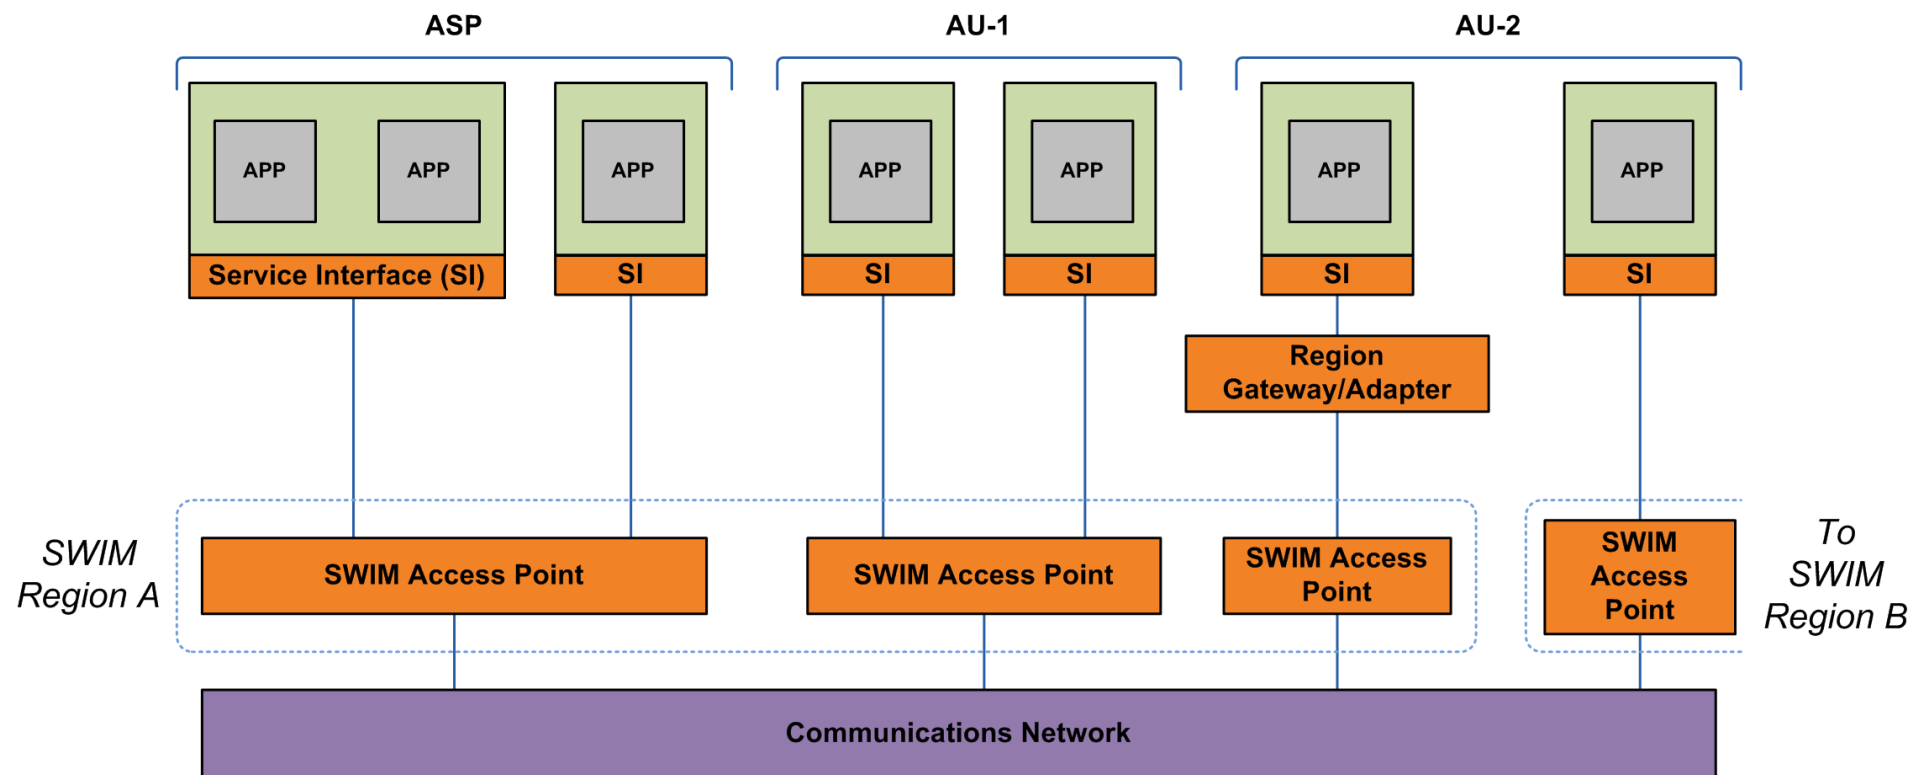 ASP
AU-1
AU-2
APP
APP
APP
APP
APP
APP
APP
Service Interface (SI)
SI
SI
SI
SI
SI
Region
Gateway/Adapter
SWIM
Region A
SWIM Access Point
SWIM Access Point
SWIM Access
Point
SWIM
Access
Point
To
SWIM
Region B
Communications Network